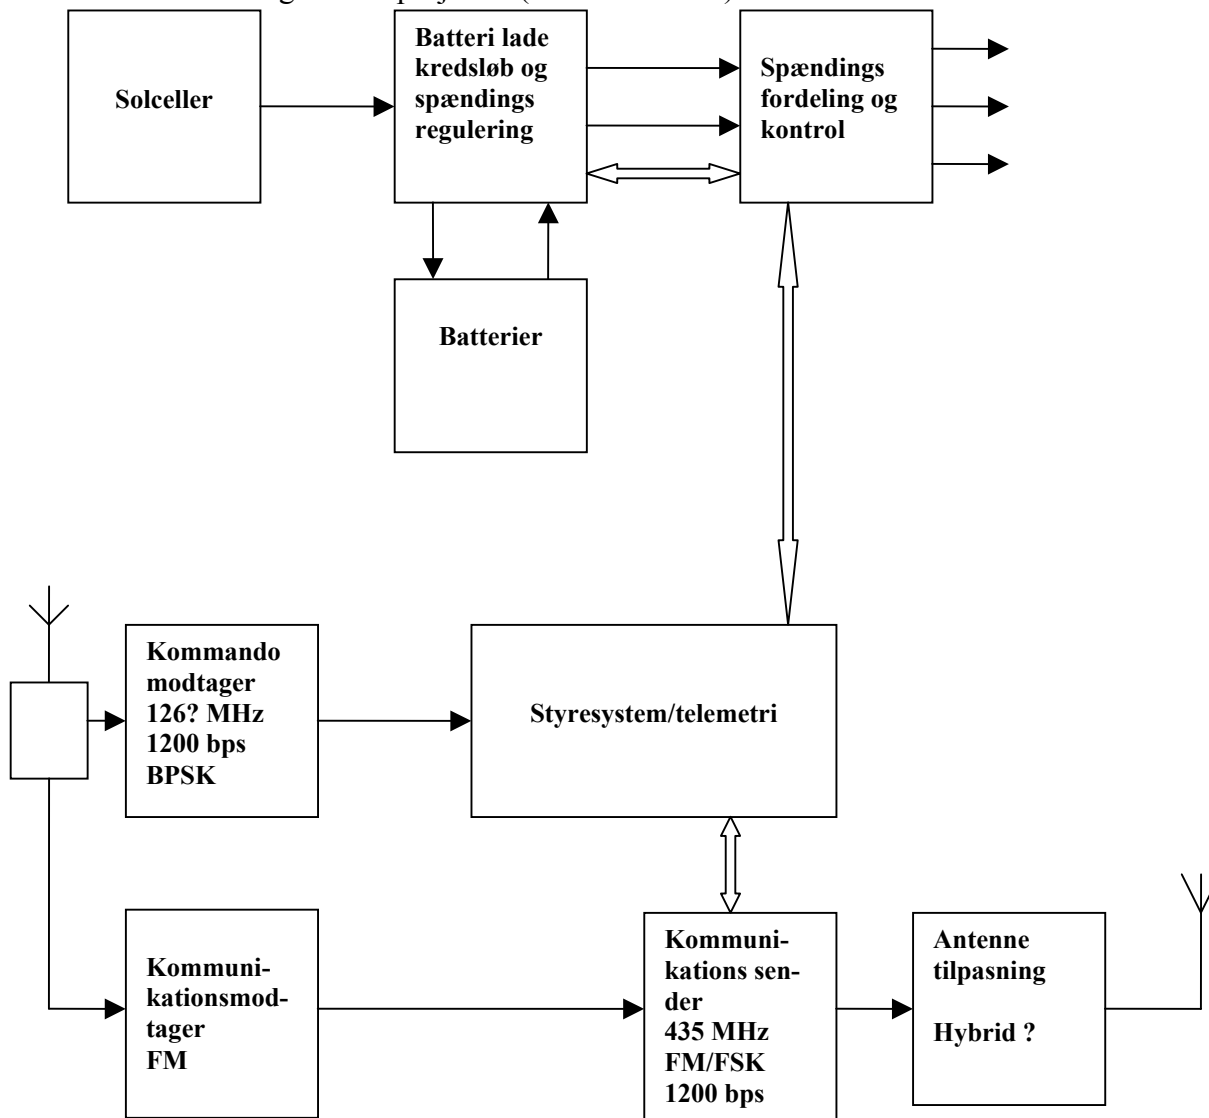 Solceller
Batteri lade
kredsløb og
spændings
regulering
Spændings
fordeling og
kontrol
Batterier
Kommando
modtager
126? MHz
1200 bps
BPSK
Styresystem/telemetri
Kommuni-
kationsmod-
tager
FM
Kommuni-
kations sen-
der
435 MHz
FM/FSK
1200 bps
Antenne
tilpasning
Hybrid ?